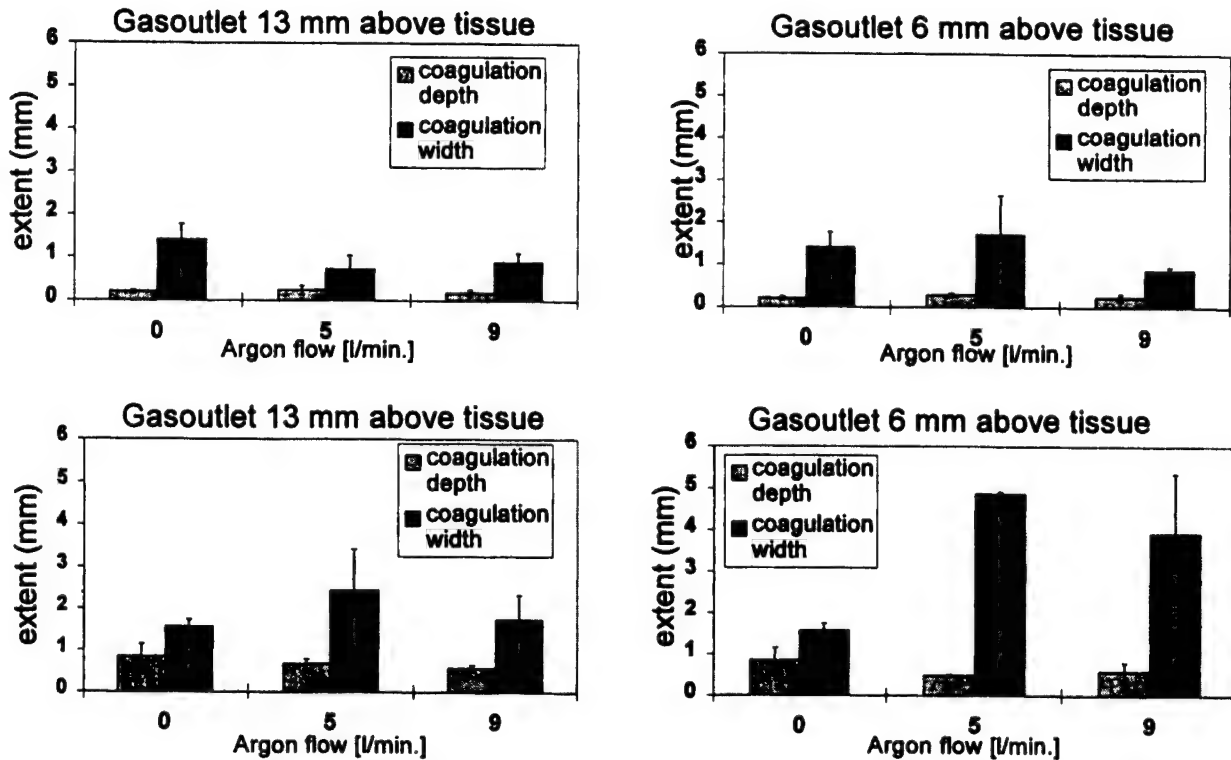 Gasoutlet 13 mm above tissue
extent (mm)
6
5
4
3
2
1
0
coagulation
depth
coagulation
width
0 5 9
Argon flow [l/min.]
Gasoutlet 6 mm above tissue
extent (mm)
6
5
4
3
2
1
0
coagulation
depth
coagulation
width
0 5 9
Argon flow [l/min.]
Gasoutlet 13 mm above tissue
extent (mm)
6
5
4
3
2
1
0
coagulation
depth
coagulation
width
0 5 9
Argon flow [l/min.]
Gasoutlet 6 mm above tissue
extent (mm)
6
5
4
3
2
1
0
coagulation
depth
coagulation
width
0 5 9
Argon flow [l/min.]